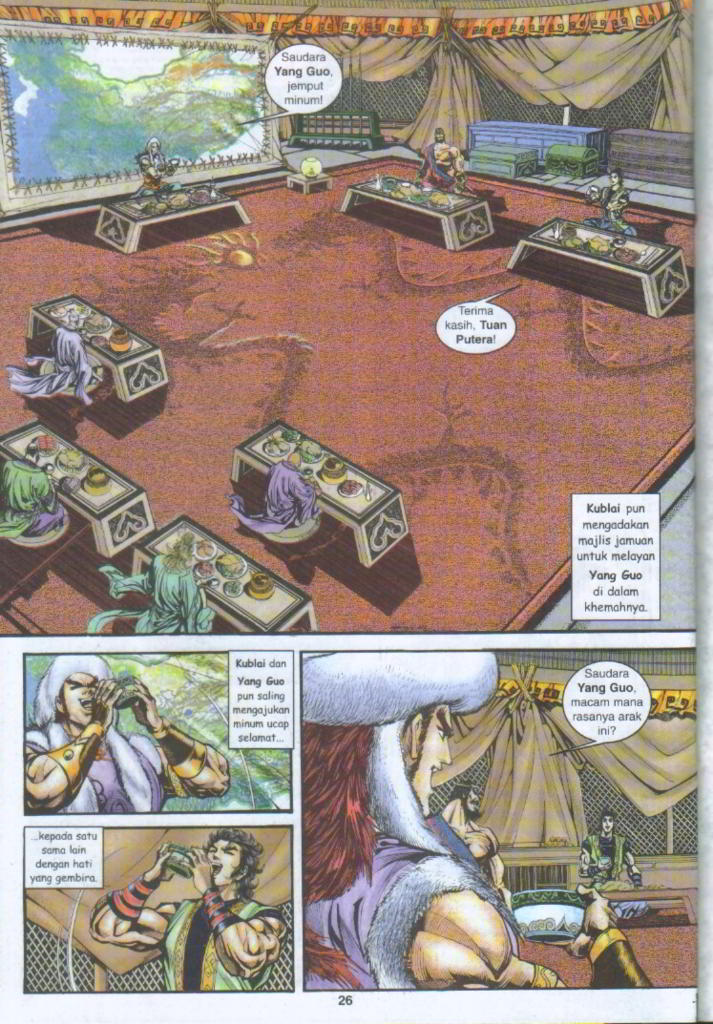 Saudara
Yang Guo,
jemput
minum!
Terima
kasih, Tuan
Putera!
Kublai pun
mengadakan
majlis jamuan
untuk melayan
Yang Guo
di dalam
khemahnya.
Kublai dan
Yang Guo
pun saling
mengajukan
minum ucap
selamat...
...kepada satu
sama lain
dengan hati
yang gembira.
Saudara
Yang Guo,
macam mana
rasanya arak
ini?
26